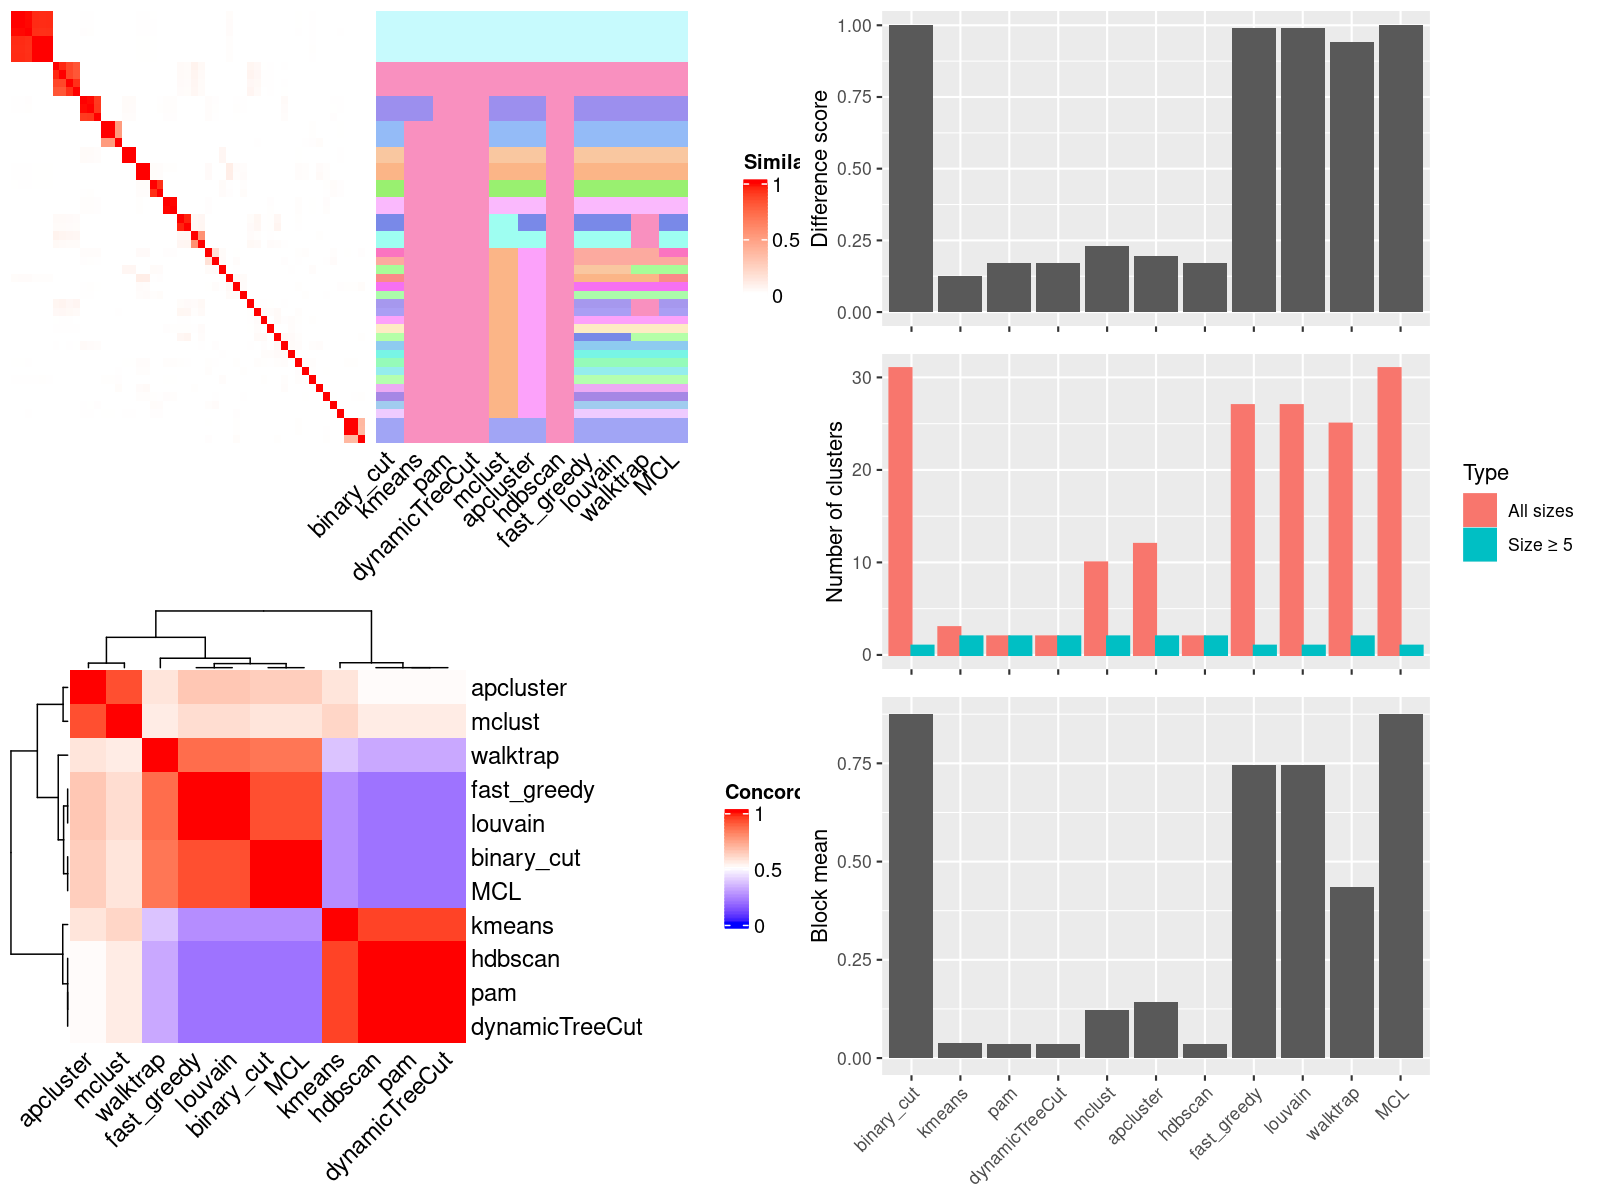 Simila
1
0.5
0
binary_cut
kmeans
pam
dynamicTreeCut
mclust
apcluster
hdbscan
fast_greedy
louvain
walktrap
MCL
apcluster
mclust
walktrap
fast_greedy
louvain
binary_cut
MCL
kmeans
hdbscan
pam
dynamicTreeCut
Concord
1
0.5
0
apcluster
mclust
walktrap
fast_greedy
louvain
binary_cut
MCL
kmeans
hdbscan
pam
dynamicTreeCut
Difference score
1.00
0.75
0.50
0.25
0.00
Number of clusters
30
20
10
0
Type
All sizes
Size ≥ 5
Block mean
0.75
0.50
0.25
0.00
binary_cut
kmeans
pam
dynamicTreeCut
mclust
apcluster
hdbscan
fast_greedy
louvain
walktrap
MCL